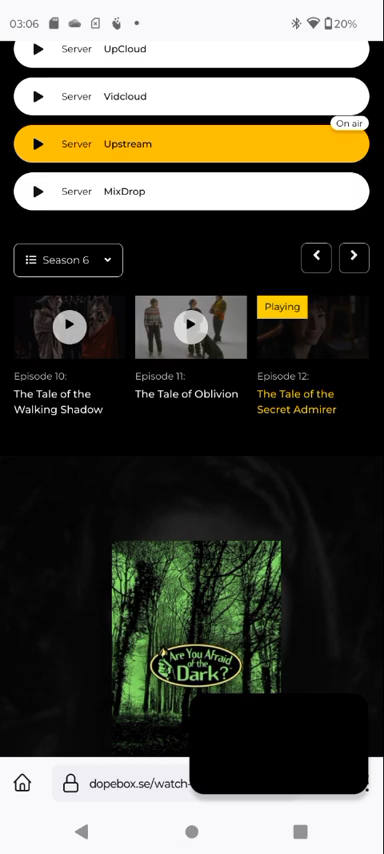 03:06
20%
Server UpCloud
Server Vidcloud
On air
Server Upstream
Server MixDrop
Season 6
Playing
Episode 10:
The Tale of the
Walking Shadow
Episode 11:
The Tale of Oblivion
Episode 12:
The Tale of the
Secret Admirer
Are You Afraid
of the
Dark?
dopebox.se/watch-